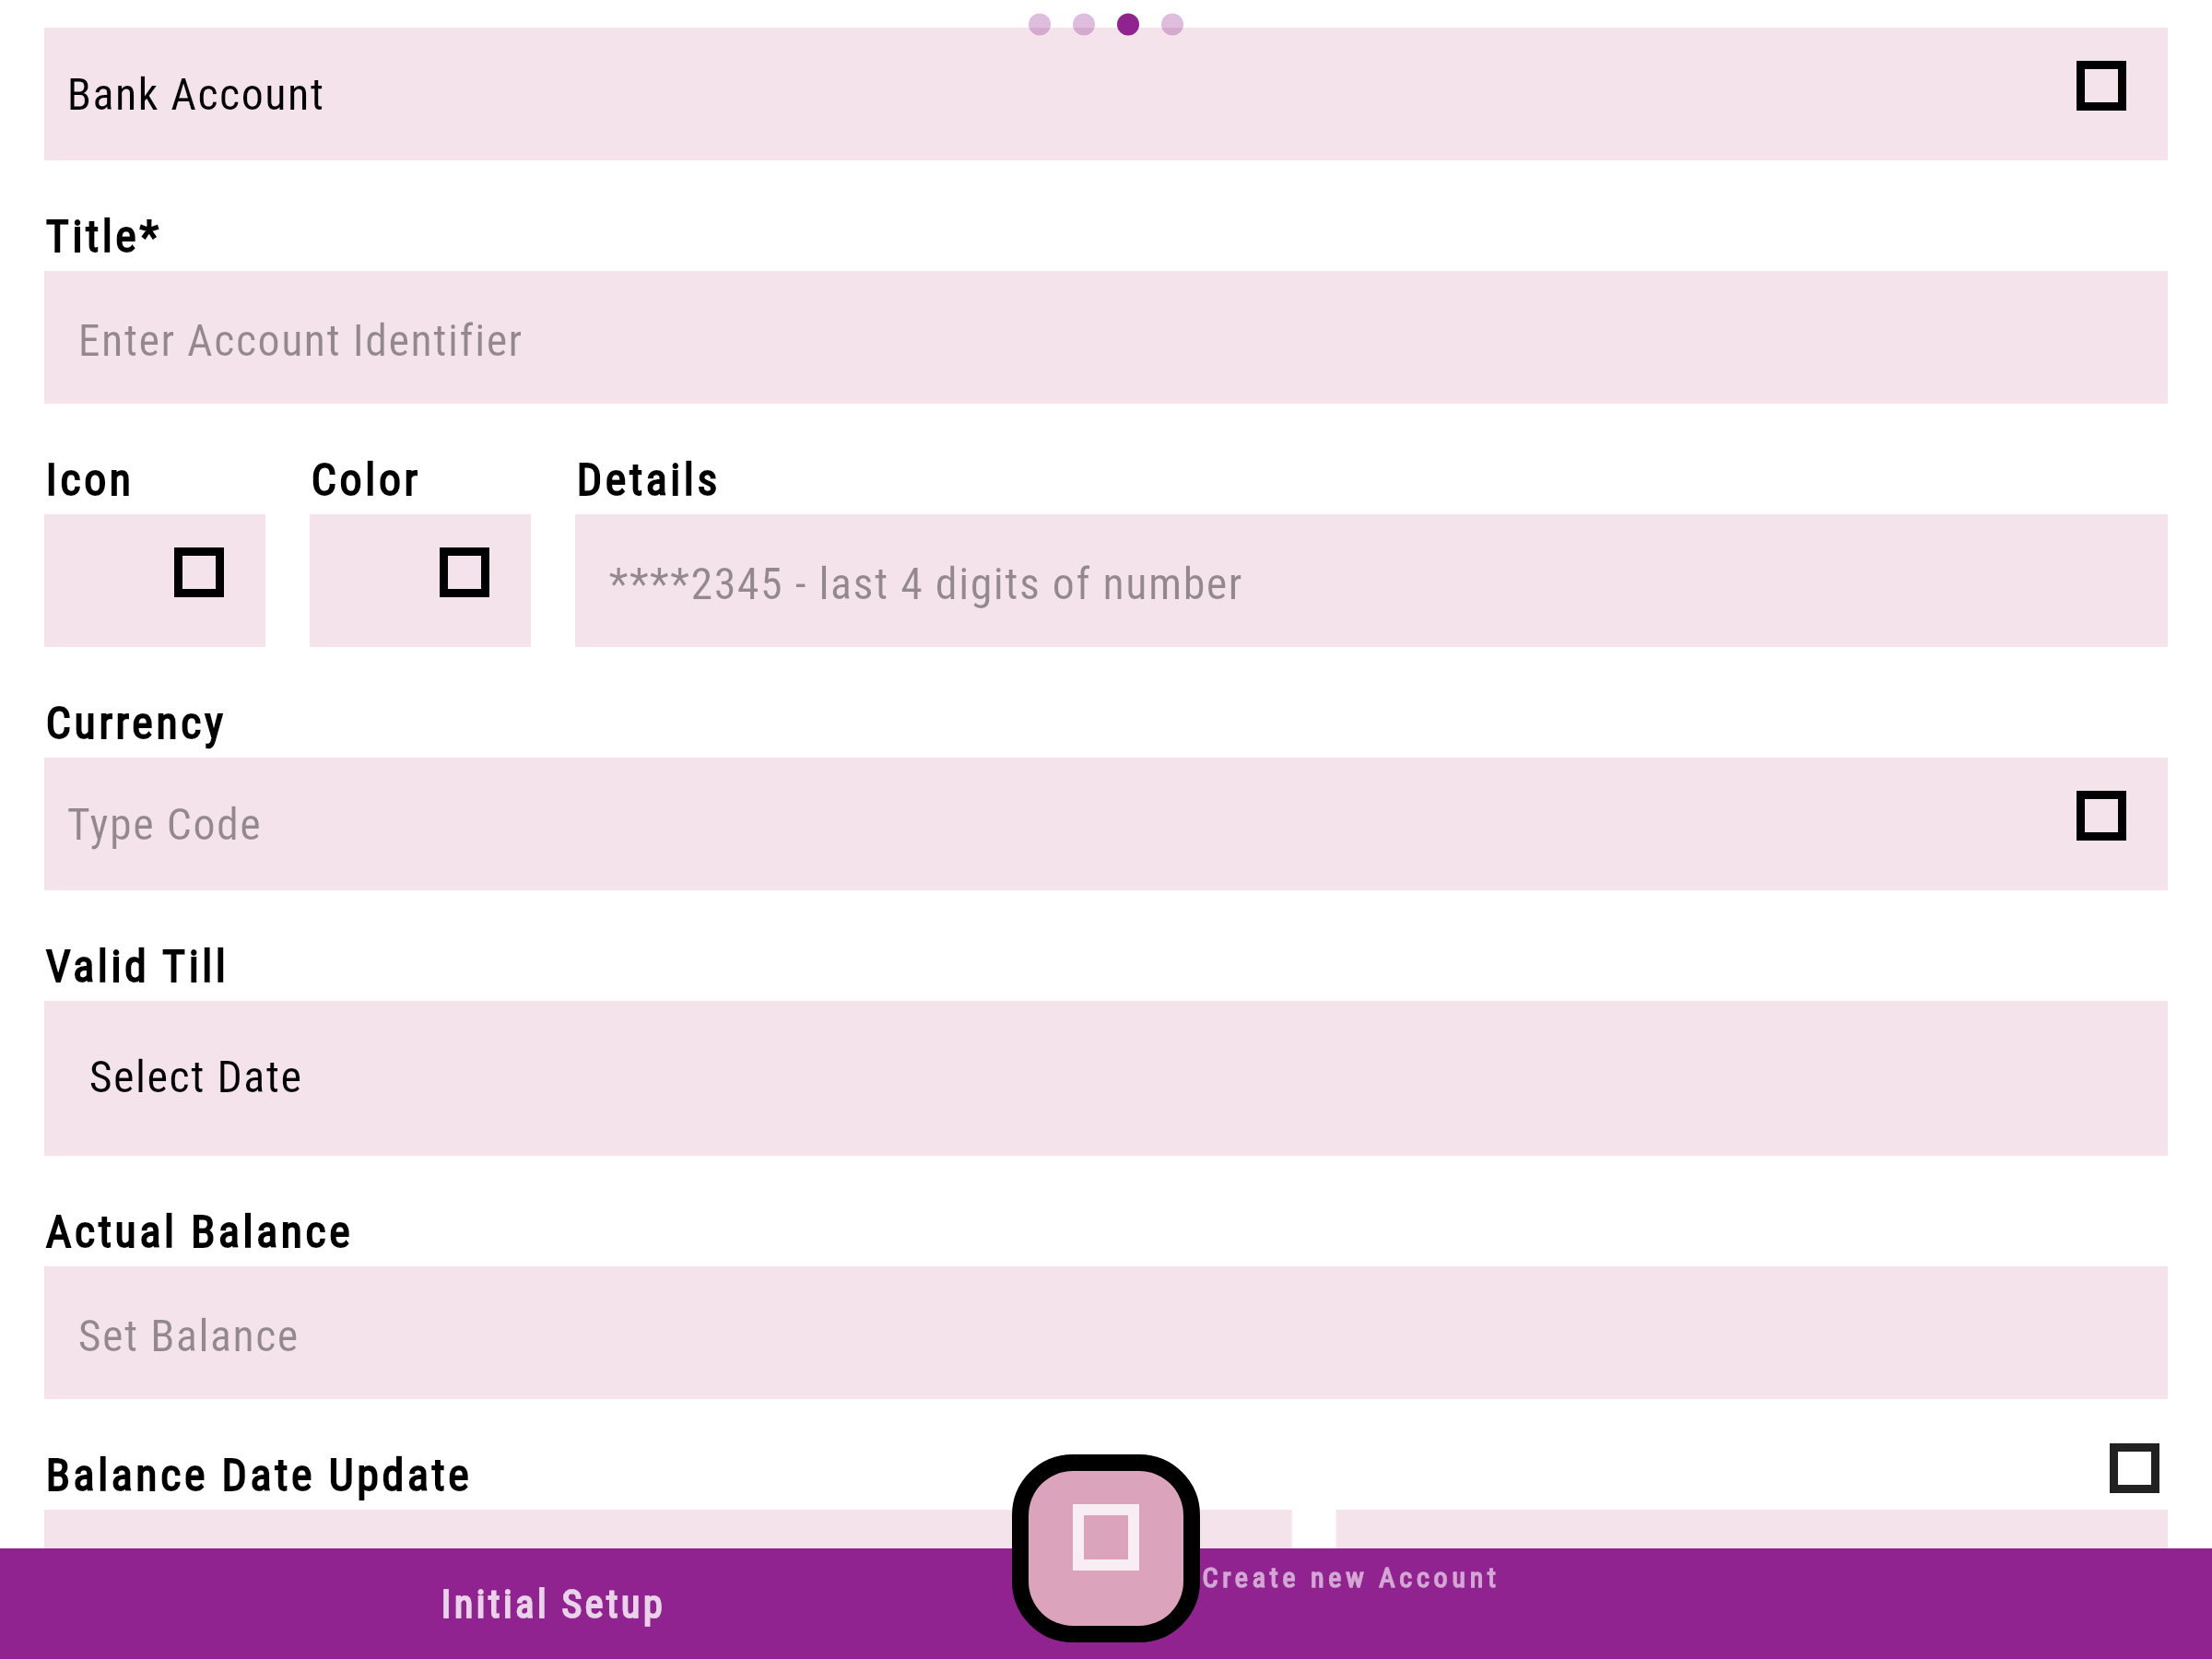 Bank Account
Title*
Enter Account Identifier
Icon Color Details
****2345 - last 4 digits of number
Currency
Type Code
Valid Till
Select Date
Actual Balance
Set Balance
Balance Date Update
Create new Account
Initial Setup